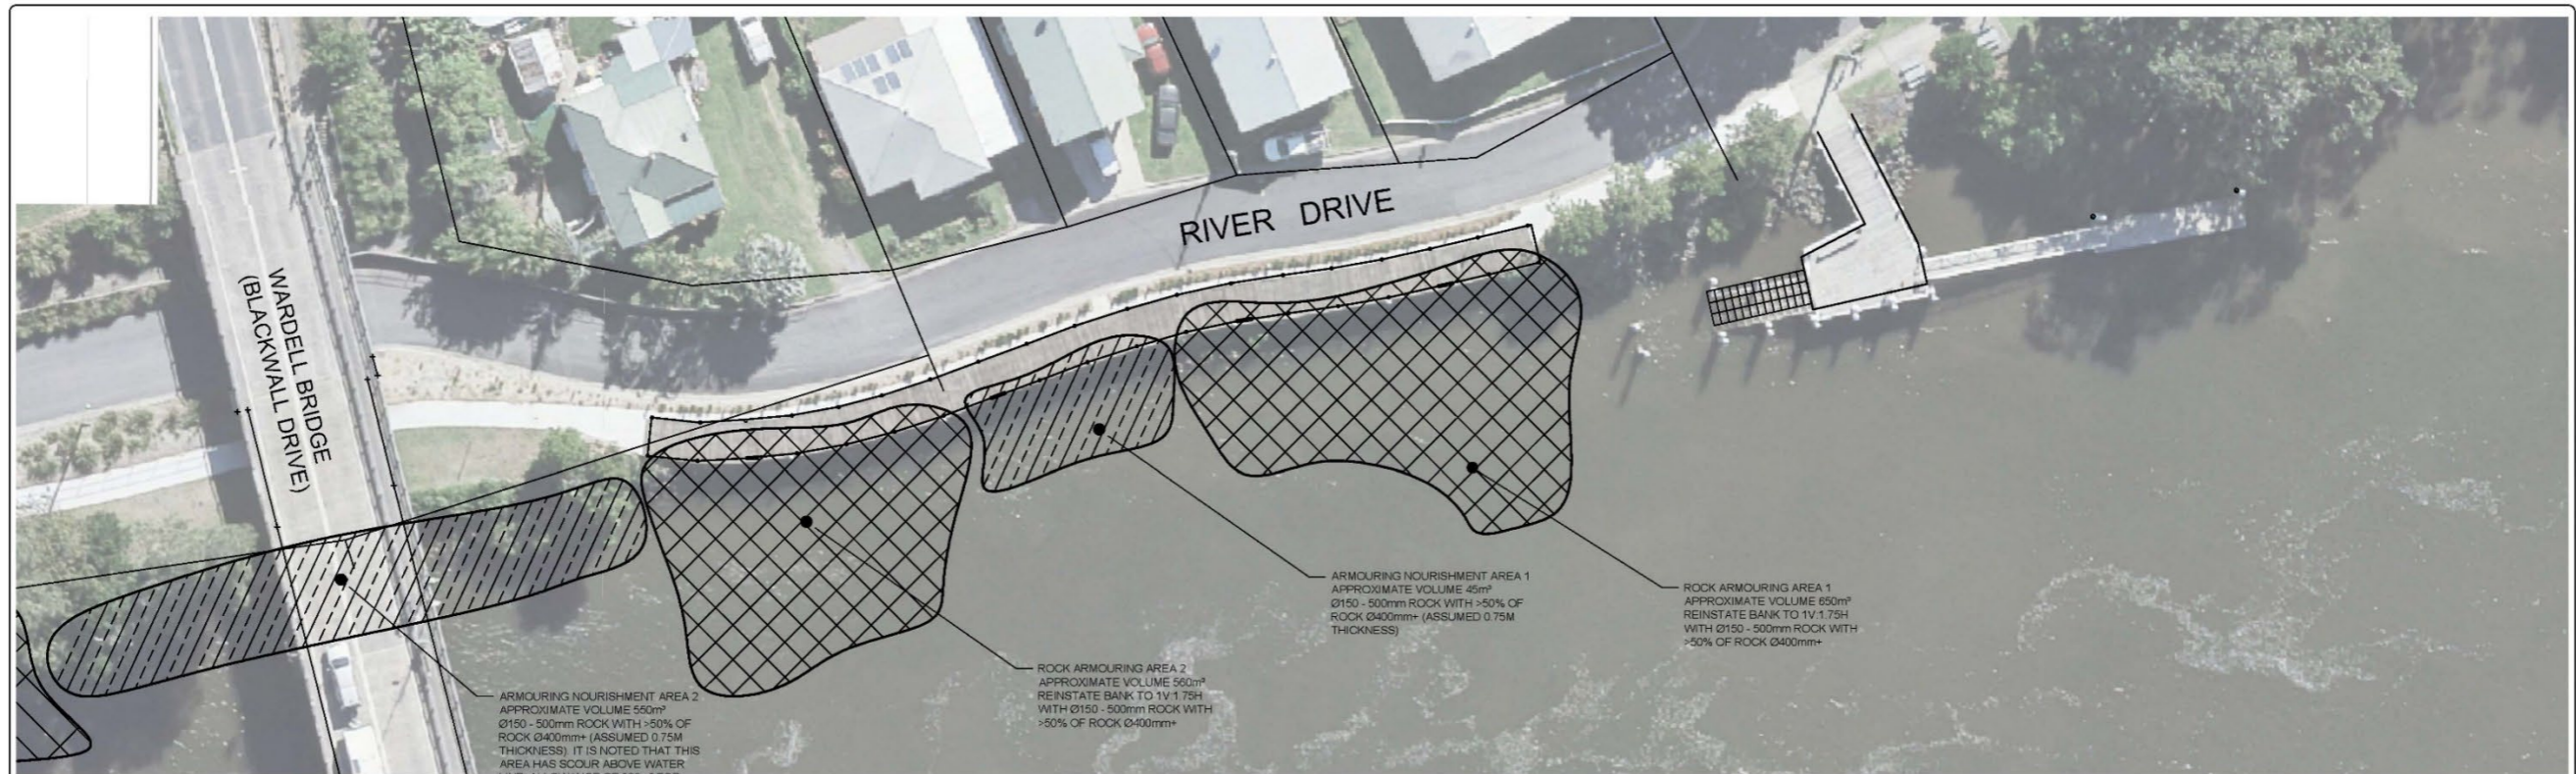 RIVER DRIVE
WARDELL BRIDGE
(BLACKWALL DRIVE)
ARMOURING NOURISHMENT AREA 1
APPROXIMATE VOLUME 45m³
Ø150 - 500mm ROCK WITH >50% OF
ROCK Ø400mm+ (ASSUMED 0.75M
THICKNESS)
ROCK ARMOURING AREA 1
APPROXIMATE VOLUME 650m³
REINSTATE BANK TO 1V:1.75H
WITH Ø150 - 500mm ROCK WITH
>50% OF ROCK Ø400mm+
ROCK ARMOURING AREA 2
APPROXIMATE VOLUME 560m³
REINSTATE BANK TO 1V:1.75H
WITH Ø150 - 500mm ROCK WITH
>50% OF ROCK Ø400mm+
ARMOURING NOURISHMENT AREA 2
APPROXIMATE VOLUME 550m³
Ø150 - 500mm ROCK WITH >50% OF
ROCK Ø400mm+ (ASSUMED 0.75M
THICKNESS). IT IS NOTED THAT THIS
AREA HAS SCOUR ABOVE WATER